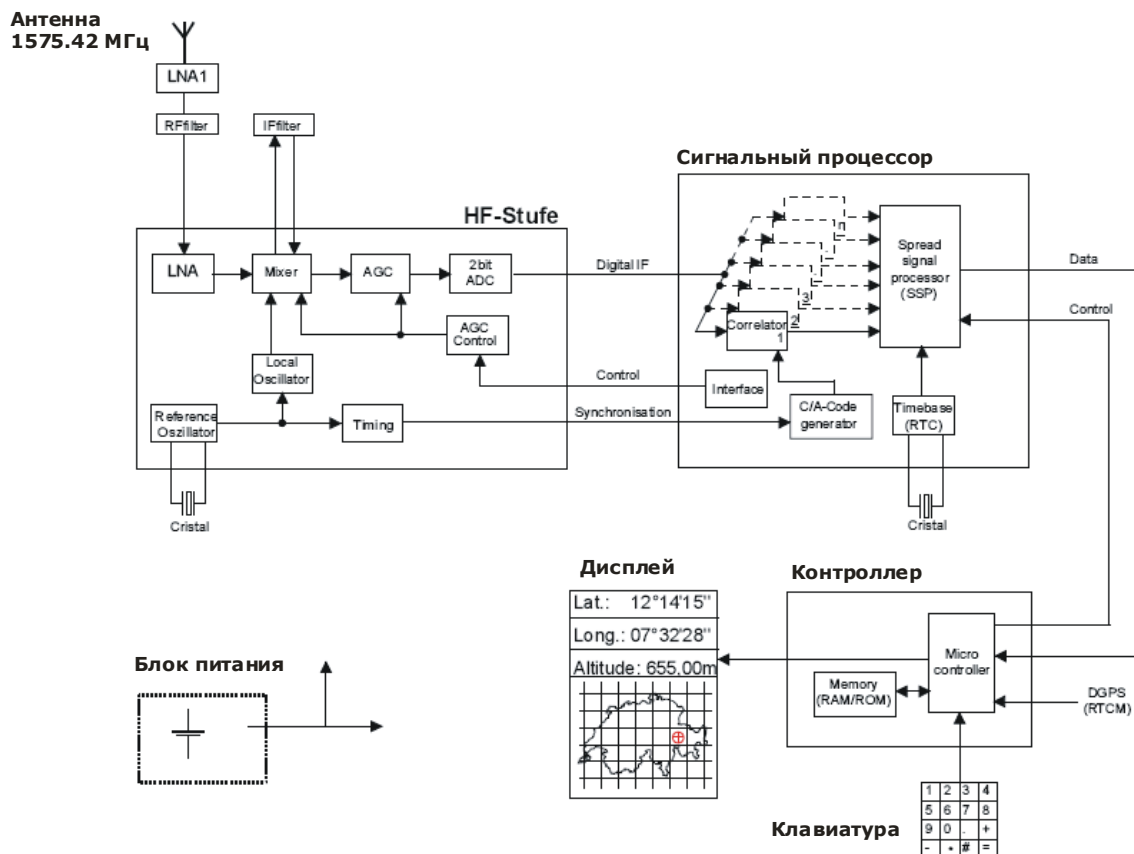 Антенна
1575.42 МГц
LNA1
RFfilter
IFfilter
Сигнальный процессор
HF-Stufe
LNA
Mixer
AGC
2bit
ADC
Digital IF
Spread
signal
processor
(SSP)
Data
n
.
.
3
2
Correlator
1
Control
AGC
Control
Local
Oscillator
Control
Interface
Reference
Oszillator
Timing
Synchronisation
C/A-Code
generator
Timebase
(RTC)
Cristal
Cristal
Дисплей
Контроллер
Lat.: 12°14'15"
Long.: 07°32'28"
Altitude: 655.00m
Micro
controller
Memory
(RAM/ROM)
DGPS
(RTCM)
Блок питания
Клавиатура
1 2 3 4
5 6 7 8
9 0 . +
- * # =